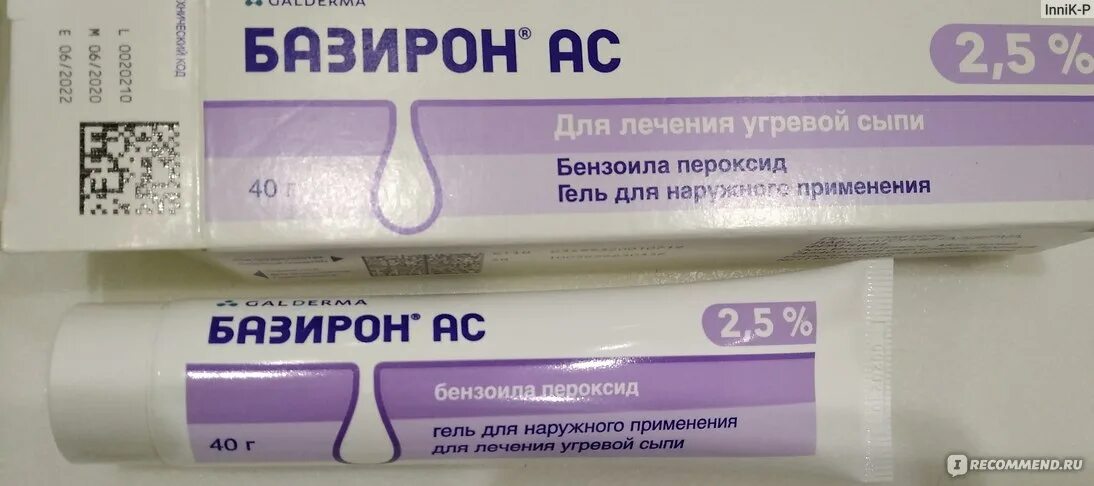 InniK-P
GALDERMA
БАЗИРОН® АС
2,5 %
Для лечения угревой сыпи
Бензоила пероксид
Гель для наружного применения
40 г
L 0020210
M 06/2020
E 06/2022
GALDERMA
БАЗИРОН® АС
2,5 %
бензоила пероксид
гель для наружного применения
для лечения угревой сыпи
40 г
I RECOMMEND.RU